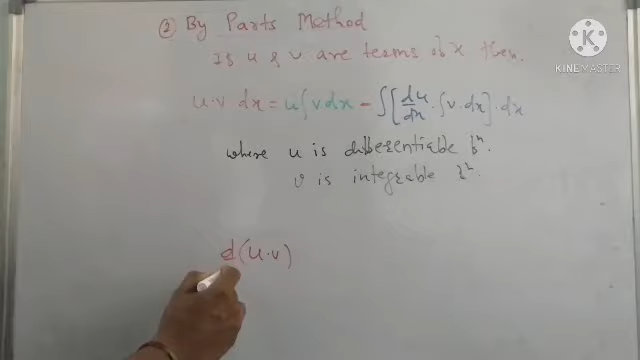 ② By Parts Method
If u & v are terms of x then.
u·v dx = u∫v dx - ∫[du/dx · ∫v·dx]·dx
where u is differentiable fⁿ.
v is integrable fⁿ.
d(u·v)
KINEMASTER